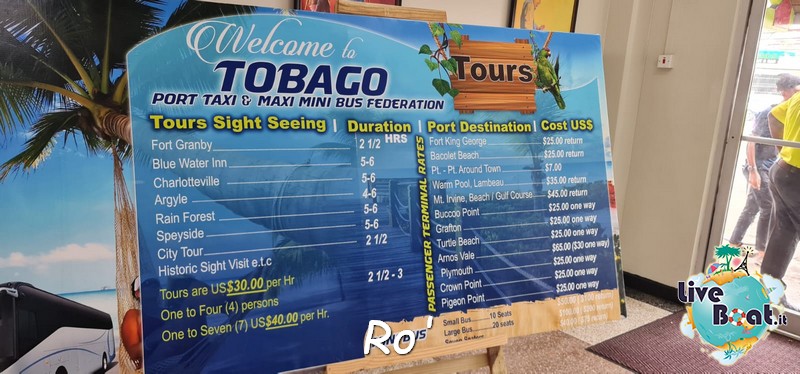 Welcome to
TOBAGO
PORT TAXI & MAXI MINI BUS FEDERATION
Tours
Tours Sight Seeing | Duration
HRS
Fort Granby 2 1/2
Blue Water Inn 5-6
Charlotteville 5-6
Argyle 4-6
Rain Forest 5-6
Speyside 5-6
City Tour 2 1/2
Historic Sight Visit e.t.c 2 1/2 - 3
Tours are US$30.00 per Hr
One to Four (4) persons
One to Seven (7) US$40.00 per Hr.
PASSENGER TERMINAL RATES
Port Destination | Cost US$
Fort King George $25.00 return
Bacolet Beach $25.00 return
Pt. - Pt. Around Town $7.00
Warm Pool, Lambeau $35.00 return
Mt. Irvine, Beach / Gulf Course $45.00 return
Buccoo Point $25.00 one way
Grafton $25.00 one way
Turtle Beach $25.00 one way
Arnos Vale $65.00 ($30 one way)
Plymouth $25.00 one way
Crown Point $25.00 one way
Pigeon Point $25.00 one way
Small Bus 10 Seats
Large Bus 20 seats
Ro'
Live Boat.it